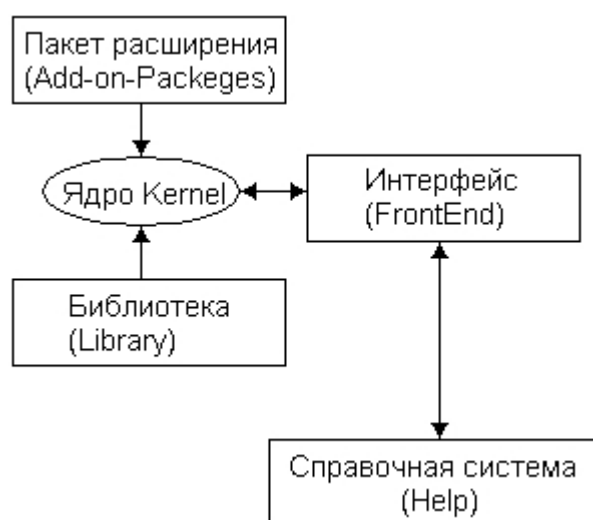 Пакет расширения
(Add-on-Packeges)
Ядро Kernel
Интерфейс
(FrontEnd)
Библиотека
(Library)
Справочная система
(Help)